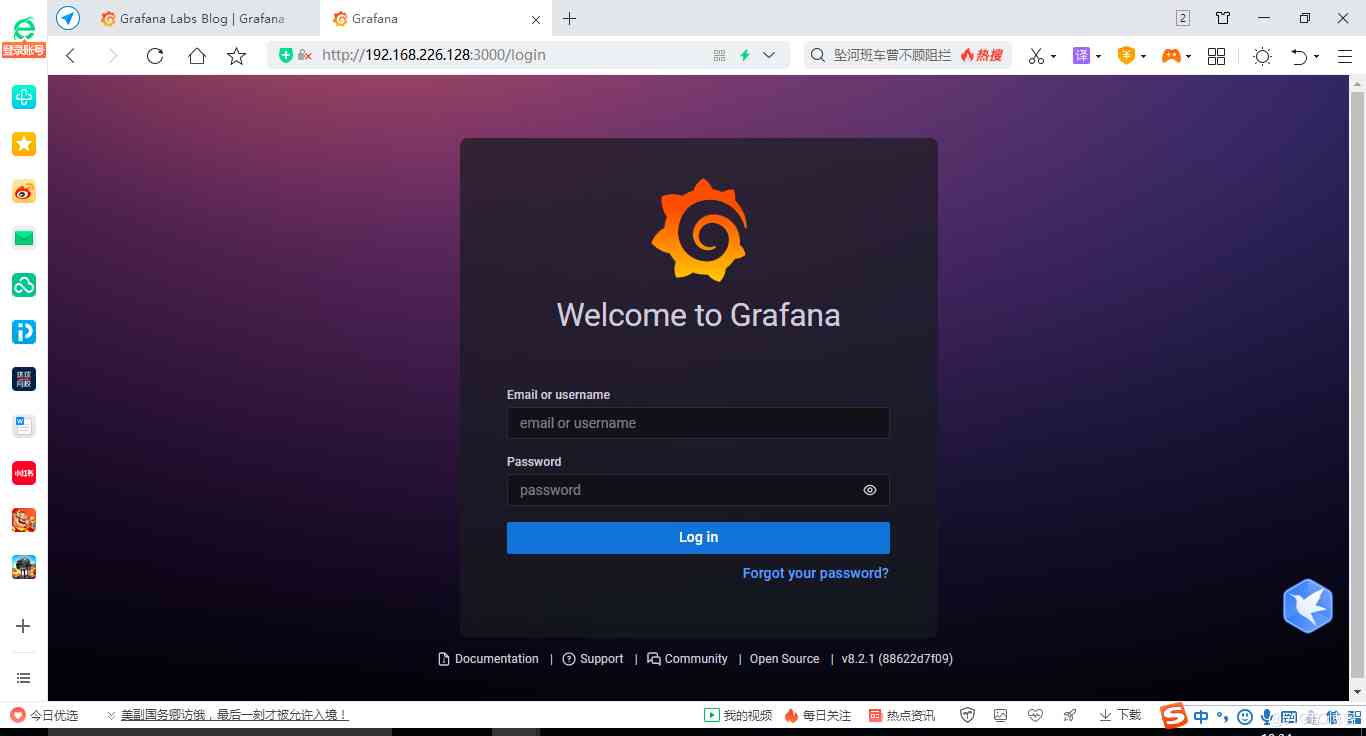 登录账号
Grafana Labs Blog | Grafana
Grafana
2
http://192.168.226.128:3000/login
坠河班车曾不顾阻拦
热搜
译
Welcome to Grafana
Email or username
email or username
Password
password
Log in
Forgot your password?
Documentation | Support | Community | Open Source | v8.2.1 (88622d7f09)
小红书
今日优选
美副国务卿访俄，最后一刻才被允许入境！
我的视频
每日关注
热点资讯
下载
中